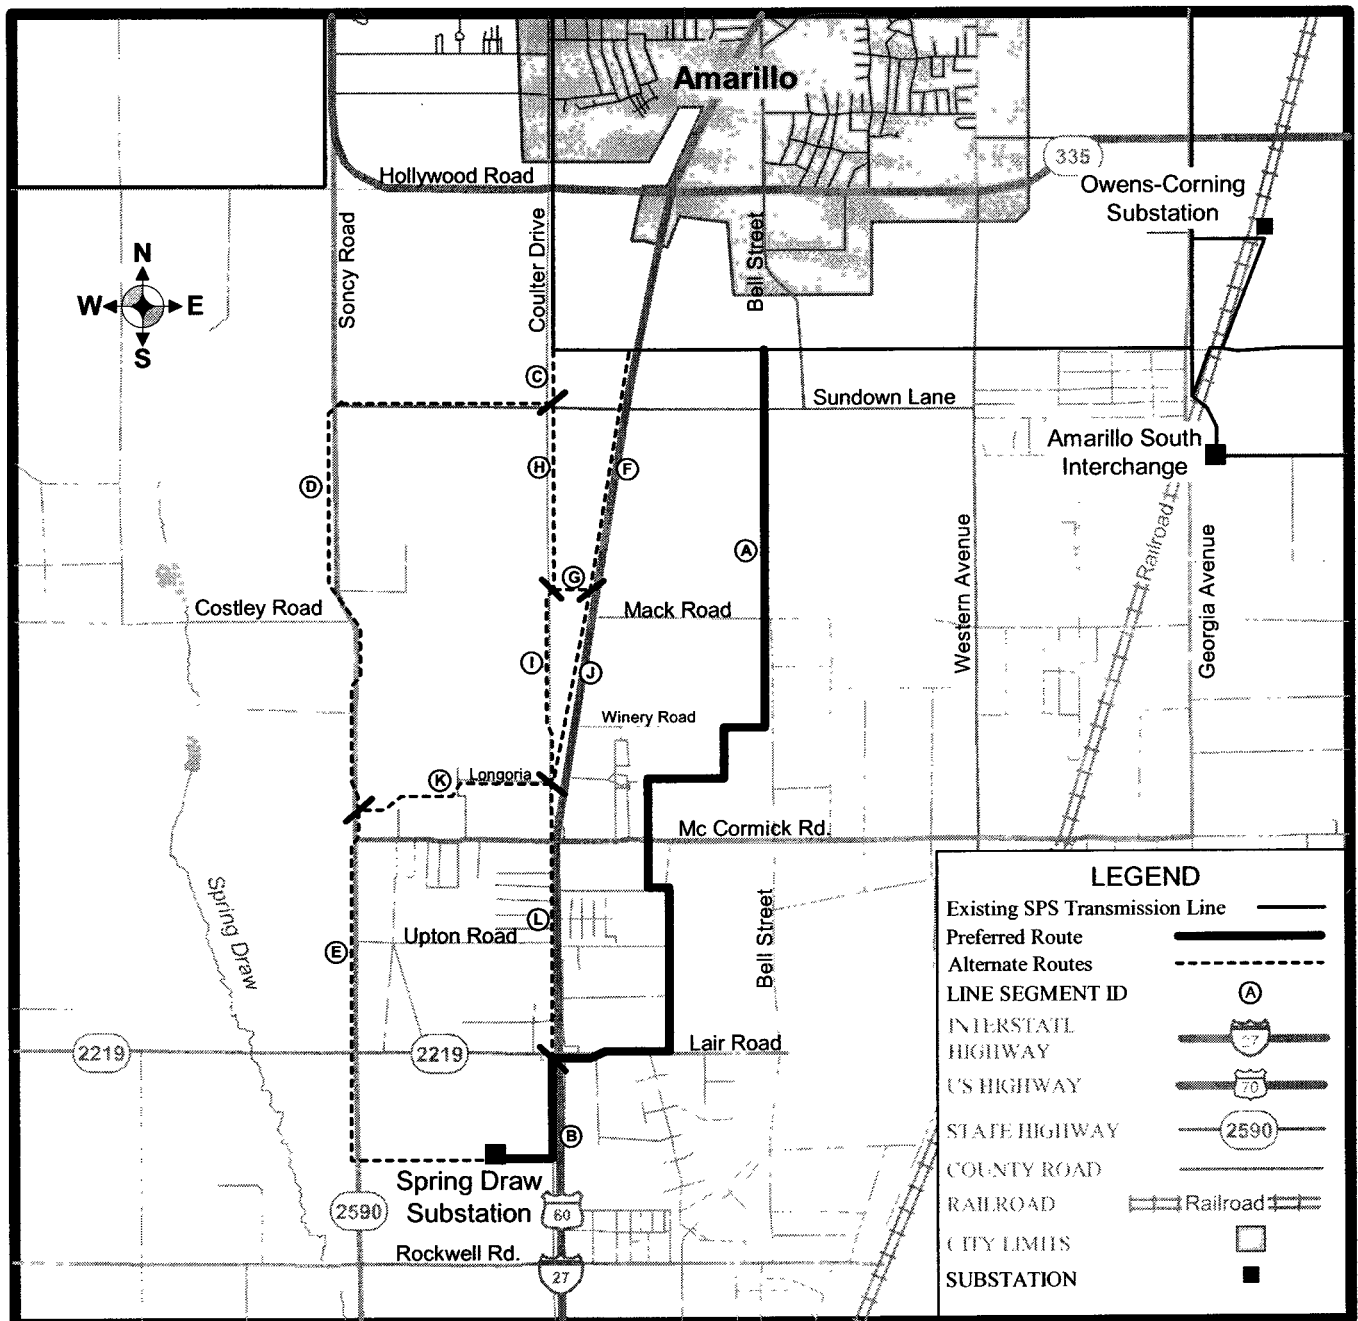 Amarillo
335
Hollywood Road
Owens-Corning
Substation
Soncy Road
Coulter Drive
Bell Street
N
W
E
S
C
Sundown Lane
Amarillo South
Interchange
H
F
D
A
Western Avenue
Railroad
Georgia Avenue
G
Costley Road
Mack Road
I
J
Winery Road
K
Longoria
Mc Cormick Rd.
Spring Draw
L
Upton Road
E
Bell Street
2219
2219
Lair Road
B
Spring Draw
Substation
2590
60
Rockwell Rd.
27
LEGEND
Existing SPS Transmission Line
Preferred Route
Alternate Routes
LINE SEGMENT ID
A
INTERSTATE
HIGHWAY
27
US HIGHWAY
70
STATE HIGHWAY
2590
COUNTY ROAD
RAILROAD
Railroad
CITY LIMITS
SUBSTATION